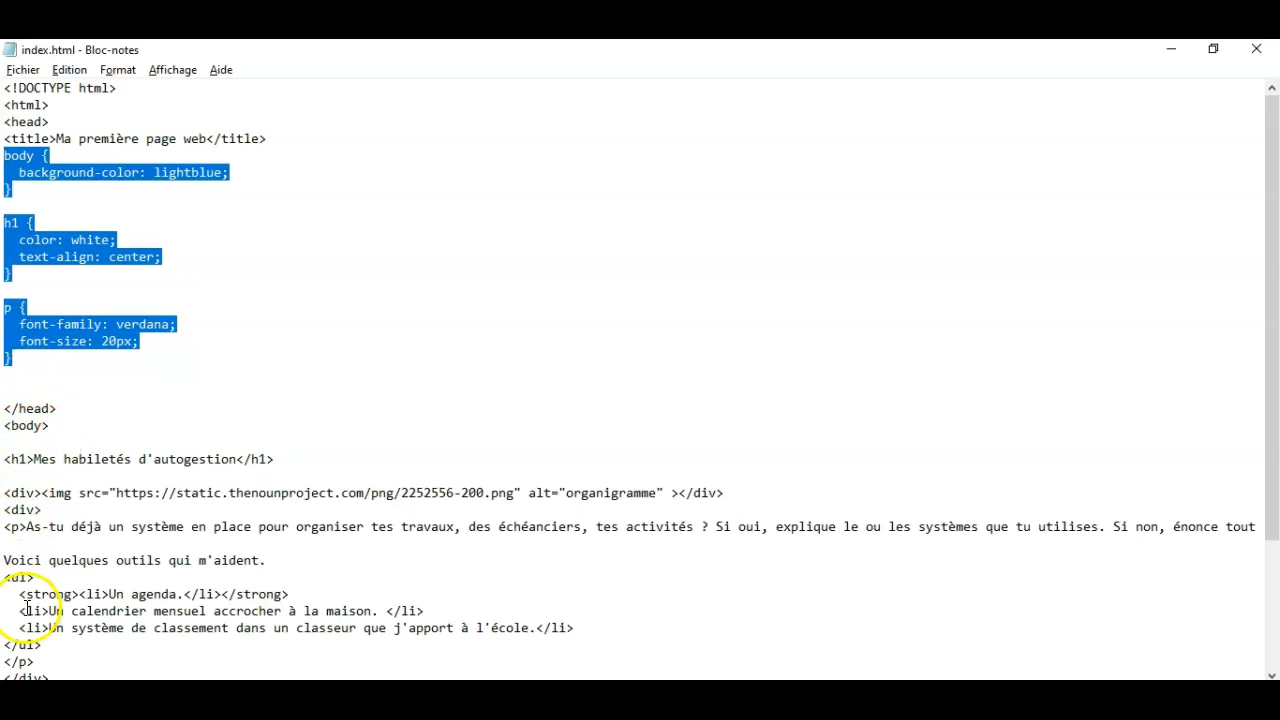 index.html - Bloc-notes
Fichier Edition Format Affichage Aide
<!DOCTYPE html>
<html>
<head>
<title>Ma première page web</title>
body {
  background-color: lightblue;
}
h1 {
  color: white;
  text-align: center;
}
p {
  font-family: verdana;
  font-size: 20px;
}
</head>
<body>
<h1>Mes habiletés d'autogestion</h1>
<div><img src="https://static.thenounproject.com/png/2252556-200.png" alt="organigramme" ></div>
<div>
<p>As-tu déjà un système en place pour organiser tes travaux, des échéanciers, tes activités ? Si oui, explique le ou les systèmes que tu utilises. Si non, énonce tout
Voici quelques outils qui m'aident.
<ul>
  <strong><li>Un agenda.</li></strong>
  <li>Un calendrier mensuel accrocher à la maison. </li>
  <li>Un système de classement dans un classeur que j'apport à l'école.</li>
</ul>
</p>
</div>